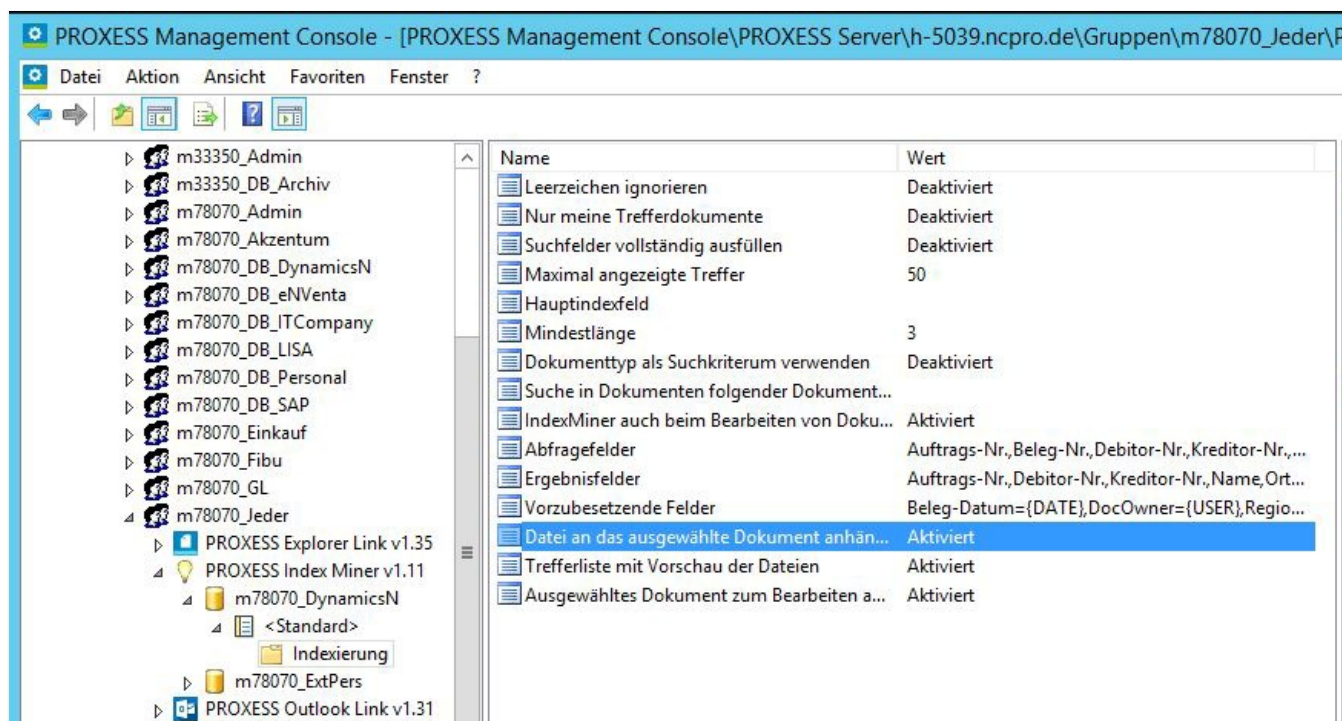 PROXESS Management Console - [PROXESS Management Console\PROXESS Server\h-5039.ncpro.de\Gruppen\m78070_Jeder\P
Datei Aktion Ansicht Favoriten Fenster ?
m33350_Admin
m33350_DB_Archiv
m78070_Admin
m78070_Akzentum
m78070_DB_DynamicsN
m78070_DB_eNVenta
m78070_DB_ITCompany
m78070_DB_LISA
m78070_DB_Personal
m78070_DB_SAP
m78070_Einkauf
m78070_Fibu
m78070_GL
m78070_Jeder
PROXESS Explorer Link v1.35
PROXESS Index Miner v1.11
m78070_DynamicsN
<Standard>
Indexierung
m78070_ExtPers
PROXESS Outlook Link v1.31
Name Wert
Leerzeichen ignorieren Deaktiviert
Nur meine Trefferdokumente Deaktiviert
Suchfelder vollständig ausfüllen Deaktiviert
Maximal angezeigte Treffer 50
Hauptindexfeld
Mindestlänge 3
Dokumenttyp als Suchkriterum verwenden Deaktiviert
Suche in Dokumenten folgender Dokument...
IndexMiner auch beim Bearbeiten von Doku... Aktiviert
Abfragefelder Auftrags-Nr.,Beleg-Nr.,Debitor-Nr.,Kreditor-Nr.,...
Ergebnisfelder Auftrags-Nr.,Debitor-Nr.,Kreditor-Nr.,Name,Ort...
Vorzubesetzende Felder Beleg-Datum={DATE},DocOwner={USER},Regio...
Datei an das ausgewählte Dokument anhän... Aktiviert
Trefferliste mit Vorschau der Dateien Aktiviert
Ausgewähltes Dokument zum Bearbeiten a... Aktiviert